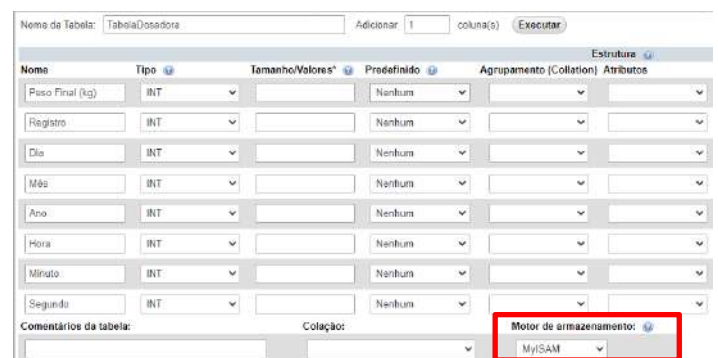 Nome da Tabela: TabelaDosadora Adicionar 1 coluna(s) Executar
Estrutura
Nome Tipo Tamanho/Valores* Predefinido Agrupamento (Collation) Atributos
Peso Final (kg) INT Nenhum
Registro INT Nenhum
Dia INT Nenhum
Mês INT Nenhum
Ano INT Nenhum
Hora INT Nenhum
Minuto INT Nenhum
Segundo INT Nenhum
Comentários da tabela: Colação: Motor de armazenamento:
MyISAM